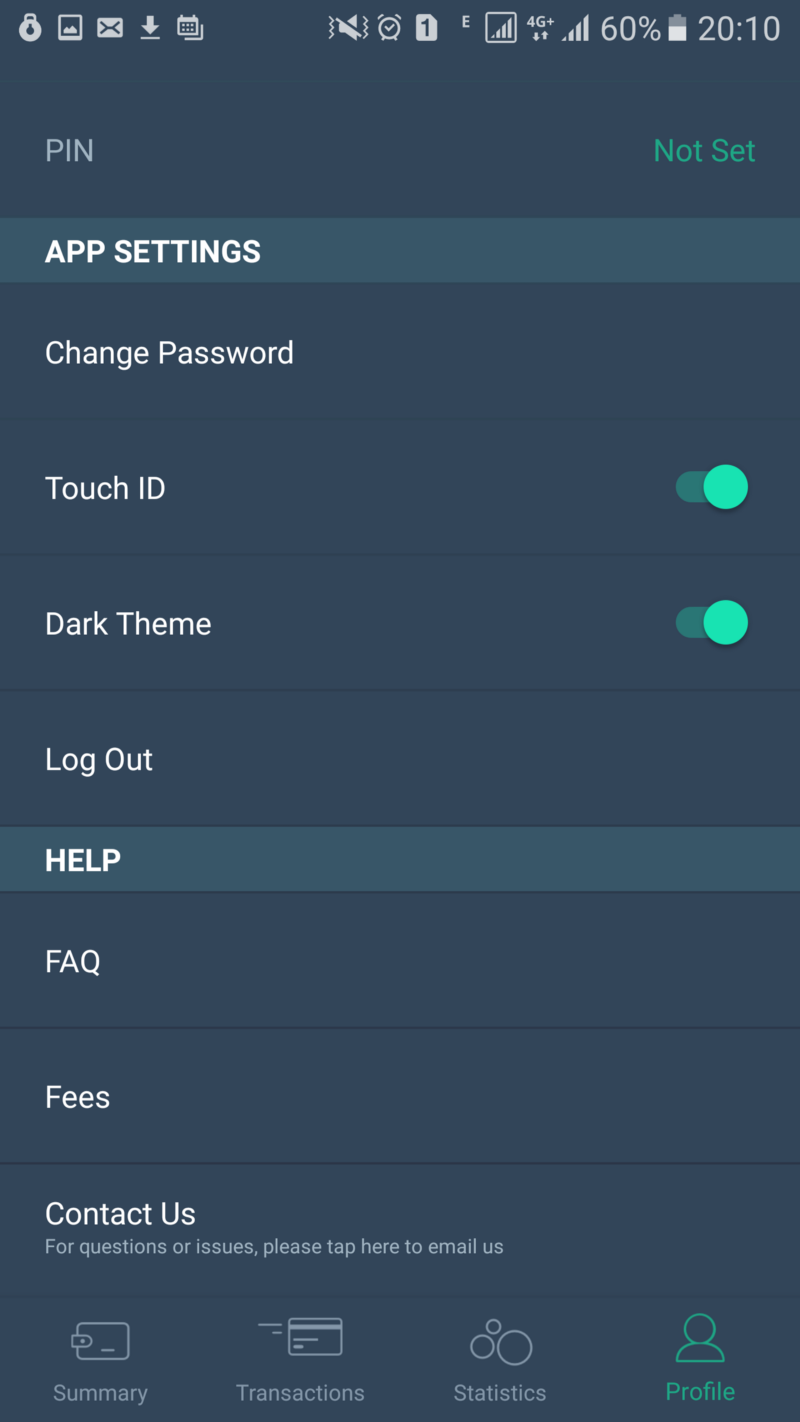 1 E 4G+ 60% 20:10
PIN Not Set
APP SETTINGS
Change Password
Touch ID
Dark Theme
Log Out
HELP
FAQ
Fees
Contact Us
For questions or issues, please tap here to email us
Summary Transactions Statistics Profile